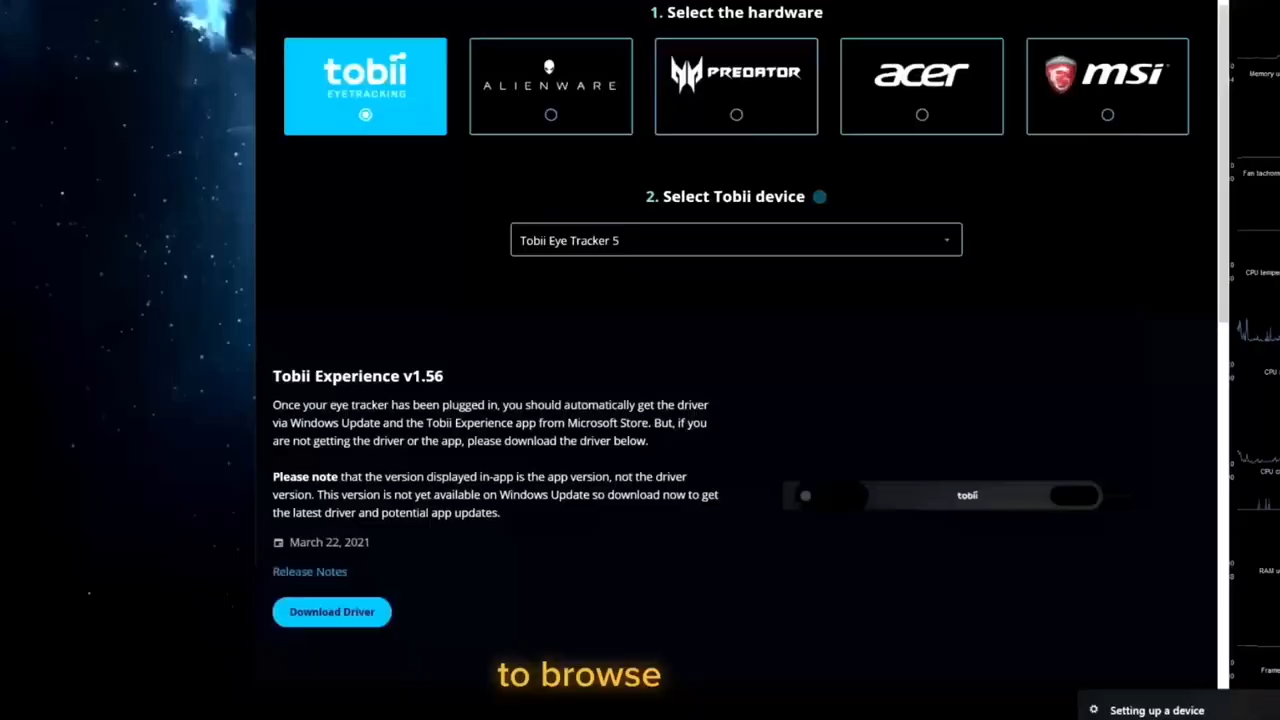 1. Select the hardware
tobii
EYETRACKING
ALIENWARE
PREDATOR
acer
msi
2. Select Tobii device
Tobii Eye Tracker 5
Tobii Experience v1.56
Once your eye tracker has been plugged in, you should automatically get the driver
via Windows Update and the Tobii Experience app from Microsoft Store. But, if you
are not getting the driver or the app, please download the driver below.
Please note that the version displayed in-app is the app version, not the driver
version. This version is not yet available on Windows Update so download now to get
the latest driver and potential app updates.
March 22, 2021
Release Notes
Download Driver
tobii
to browse
Memory
CPU
CPU
RAM
Setting up a device